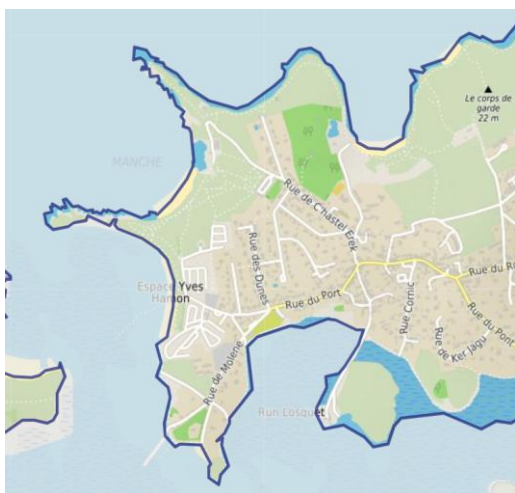 Le corps de
garde
22 m
MANCHE
Rue de C'hastel Erek
Rue des Dunes
Espace Yves
Hamon
Rue du Port
Rue Cornic
Rue du R
Rue du Pont
Rue de Ker Jagu
Rue de Molène
Run Losquet